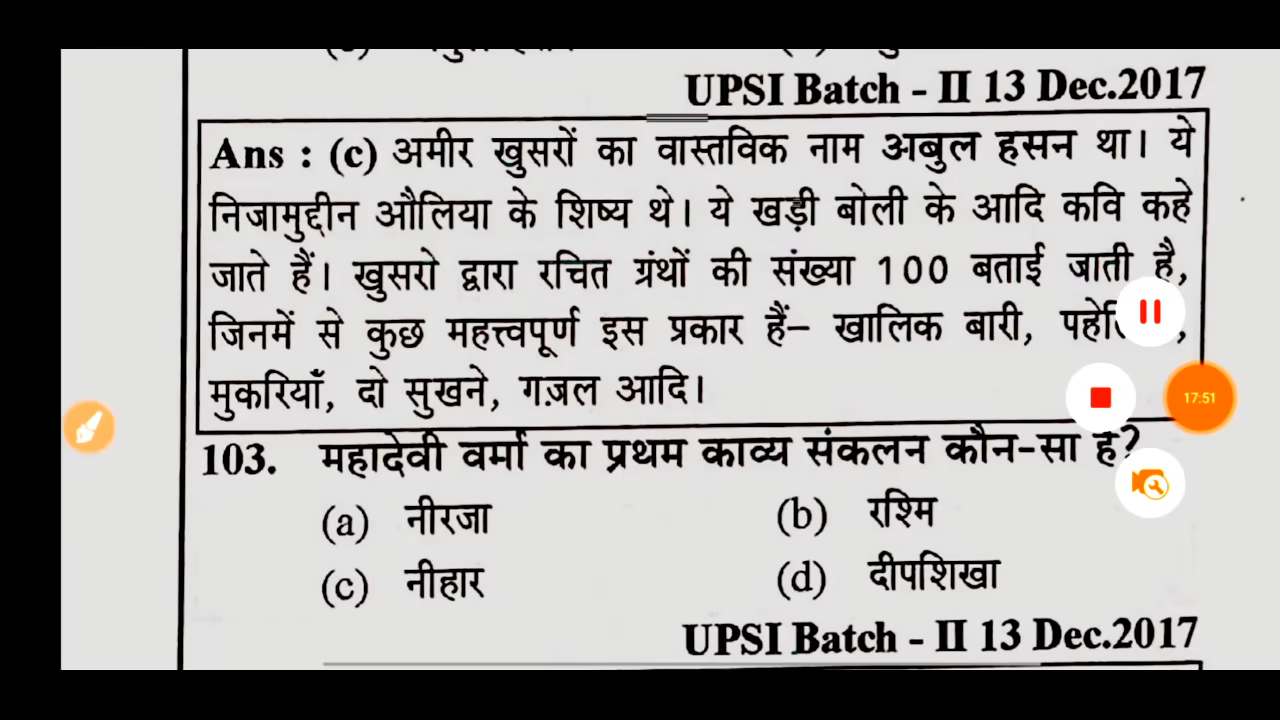 UPSI Batch - II 13 Dec.2017
Ans : (c) अमीर खुसरों का वास्तविक नाम अबुल हसन था। ये
निजामुद्दीन औलिया के शिष्य थे। ये खड़ी बोली के आदि कवि कहे
जाते हैं। खुसरो द्वारा रचित ग्रंथों की संख्या 100 बताई जाती है,
जिनमें से कुछ महत्त्वपूर्ण इस प्रकार हैं– खालिक बारी,
मुकरियाँ, दो सुखने, गज़ल आदि।
17:51
103. महादेवी वर्मा का प्रथम काव्य संकलन कौन-सा है?
(a) नीरजा (b) रश्मि
(c) नीहार (d) दीपशिखा
UPSI Batch - II 13 Dec.2017